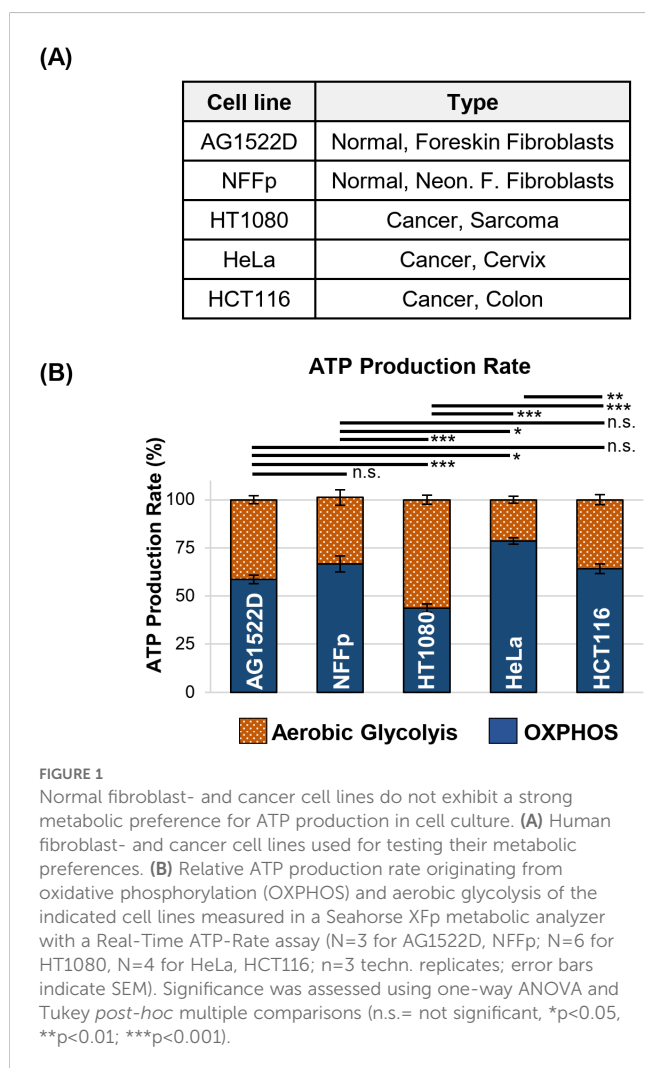 (A)
Cell line Type
AG1522D Normal, Foreskin Fibroblasts
NFFp Normal, Neon. F. Fibroblasts
HT1080 Cancer, Sarcoma
HeLa Cancer, Cervix
HCT116 Cancer, Colon
(B)
ATP Production Rate
**
***
***
n.s.
*
***
n.s.
*
***
n.s.
ATP Production Rate (%)
100
75
50
25
0
AG1522D
NFFp
HT1080
HeLa
HCT116
Aerobic Glycolyis OXPHOS
FIGURE 1
Normal fibroblast- and cancer cell lines do not exhibit a strong
metabolic preference for ATP production in cell culture. (A) Human
fibroblast- and cancer cell lines used for testing their metabolic
preferences. (B) Relative ATP production rate originating from
oxidative phosphorylation (OXPHOS) and aerobic glycolysis of the
indicated cell lines measured in a Seahorse XFp metabolic analyzer
with a Real-Time ATP-Rate assay (N=3 for AG1522D, NFFp; N=6 for
HT1080, N=4 for HeLa, HCT116; n=3 techn. replicates; error bars
indicate SEM). Significance was assessed using one-way ANOVA and
Tukey post-hoc multiple comparisons (n.s.= not significant, *p<0.05,
**p<0.01; ***p<0.001).